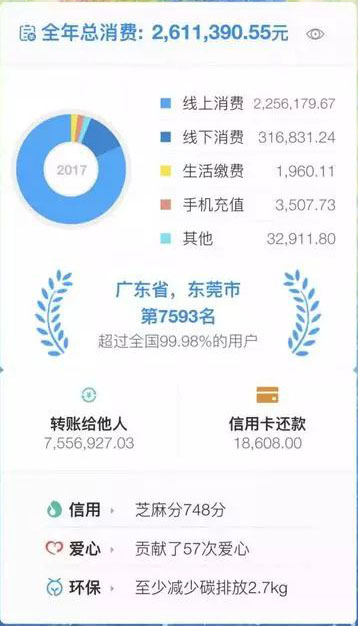 全年总消费: 2,611,390.55元
2017
线上消费 2,256,179.67
线下消费 316,831.24
生活缴费 1,960.11
手机充值 3,507.73
其他 32,911.80
广东省，东莞市
第7593名
超过全国99.98%的用户
转账给他人 信用卡还款
7,556,927.03 18,608.00
信用 芝麻分748分
爱心 贡献了57次爱心
环保 至少减少碳排放2.7kg